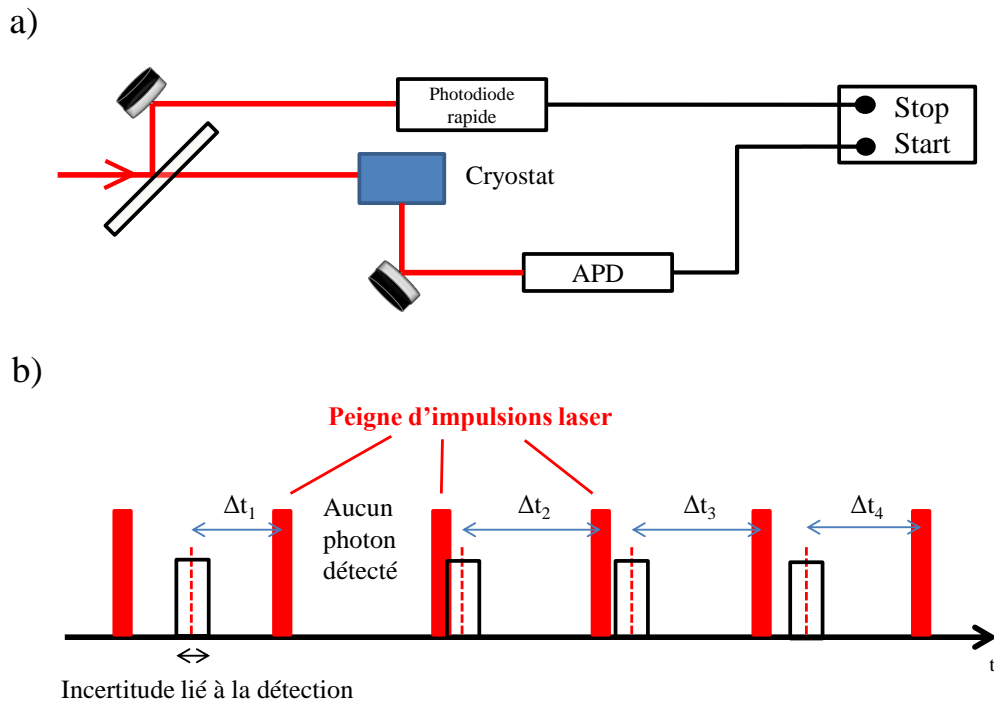 a)
Photodiode
rapide
Stop
Start
Cryostat
APD
b)
Peigne d'impulsions laser
Δt₁
Aucun
photon
détecté
Δt₂
Δt₃
Δt₄
t
Incertitude lié à la détection